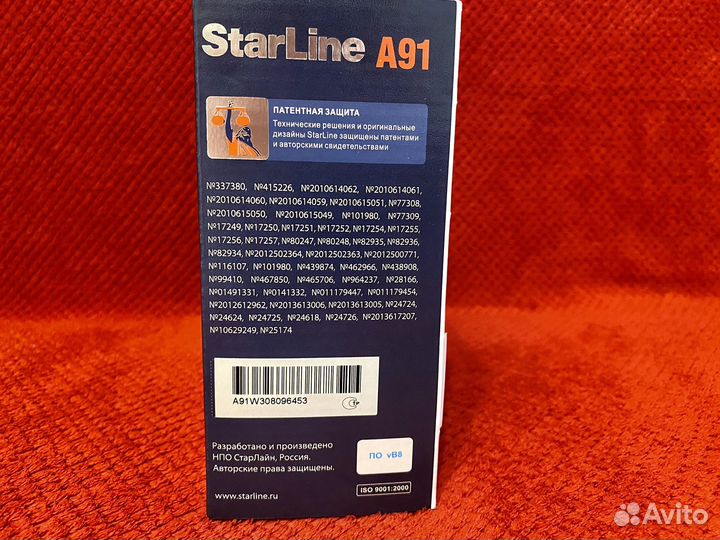 StarLine A91
ПАТЕНТНАЯ ЗАЩИТА
Технические решения и оригинальные
дизайны StarLine защищены патентами
и авторскими свидетельствами
№337380, №415226, №2010614062, №2010614061,
№2010614060, №2010614059, №2010615051, №77308,
№2010615050, №2010615049, №101980, №77309,
№17249, №17250, №17251, №17252, №17254, №17255,
№17256, №17257, №80247, №80248, №82935, №82936,
№82934, №2012502364, №2012502363, №2012500771,
№116107, №101980, №439874, №462966, №438908,
№99410, №467850, №465706, №964237, №28166,
№01491331, №0141332, №011179447, №011179454,
№2012612962, №2013613006, №2013613005, №24724,
№24624, №24725, №24618, №24726, №2013617207,
№10629249, №25174
A91W308096453
Разработано и произведено
НПО СтарЛайн, Россия.
Авторские права защищены.
ПО vB8
www.starline.ru
ISO 9001:2000
Avito